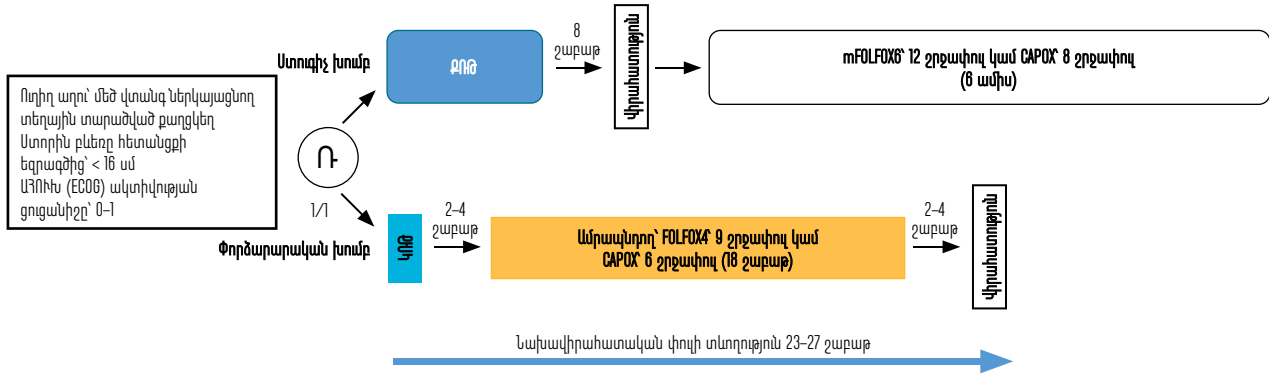 Ուղիղ աղու՝ մեծ վտանգ ներկայացնող
տեղային տարածված քաղցկեղ
Ստորին բևեռը հետանցքի
եզրագծից՝ < 16 սմ
ԱՀՈՒԽ (ECOG) ակտիվության
ցուցանիշը՝ 0–1
Ստուգիչ խումբ
ՔՈՒԹ
8
շաբաթ
Վիրահատություն
mFOLFOX6՝ 12 շրջափուլ կամ CAPOX՝ 8 շրջափուլ
(6 ամիս)
Ռ
1/1
Փորձարարական խումբ
ԿՈՒԹ
2–4
շաբաթ
Ամրապնդող՝ FOLFOX4՝ 9 շրջափուլ կամ
CAPOX՝ 6 շրջափուլ (18 շաբաթ)
2–4
շաբաթ
Վիրահատություն
Նախավիրահատական փուլի տևողություն 23–27 շաբաթ